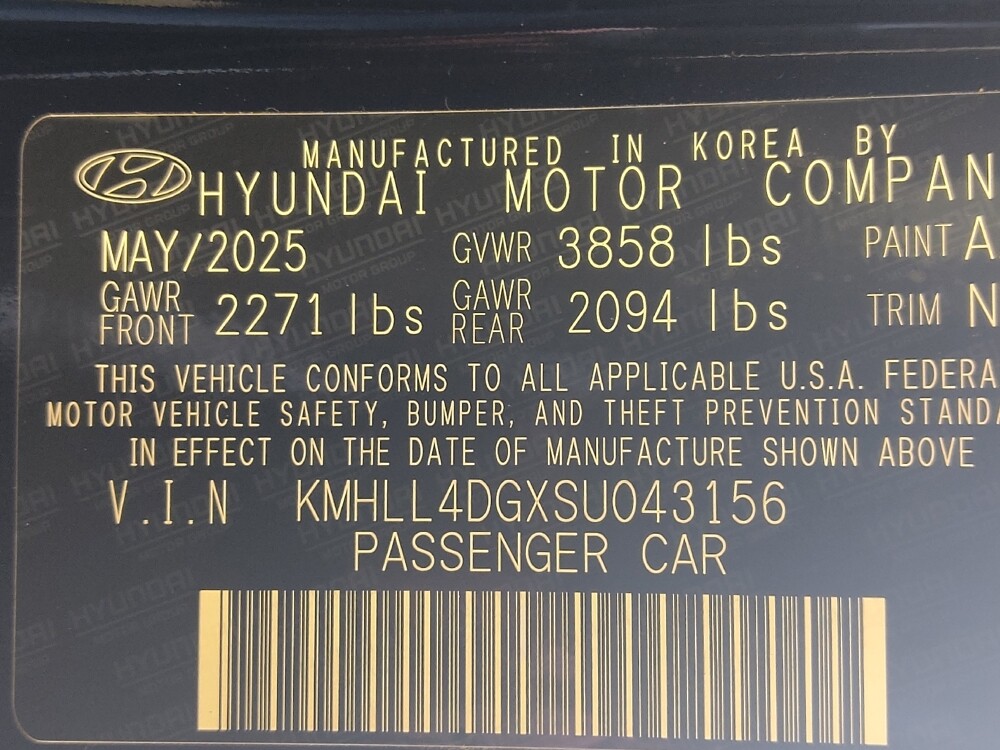 MANUFACTURED IN KOREA BY
HYUNDAI MOTOR COMPAN
MAY/2025 GVWR 3858 lbs PAINT A
GAWR FRONT 2271 lbs GAWR REAR 2094 lbs TRIM N
THIS VEHICLE CONFORMS TO ALL APPLICABLE U.S.A. FEDERA
MOTOR VEHICLE SAFETY, BUMPER, AND THEFT PREVENTION STANDA
IN EFFECT ON THE DATE OF MANUFACTURE SHOWN ABOVE
V.I.N KMHLL4DGXSU043156
PASSENGER CAR